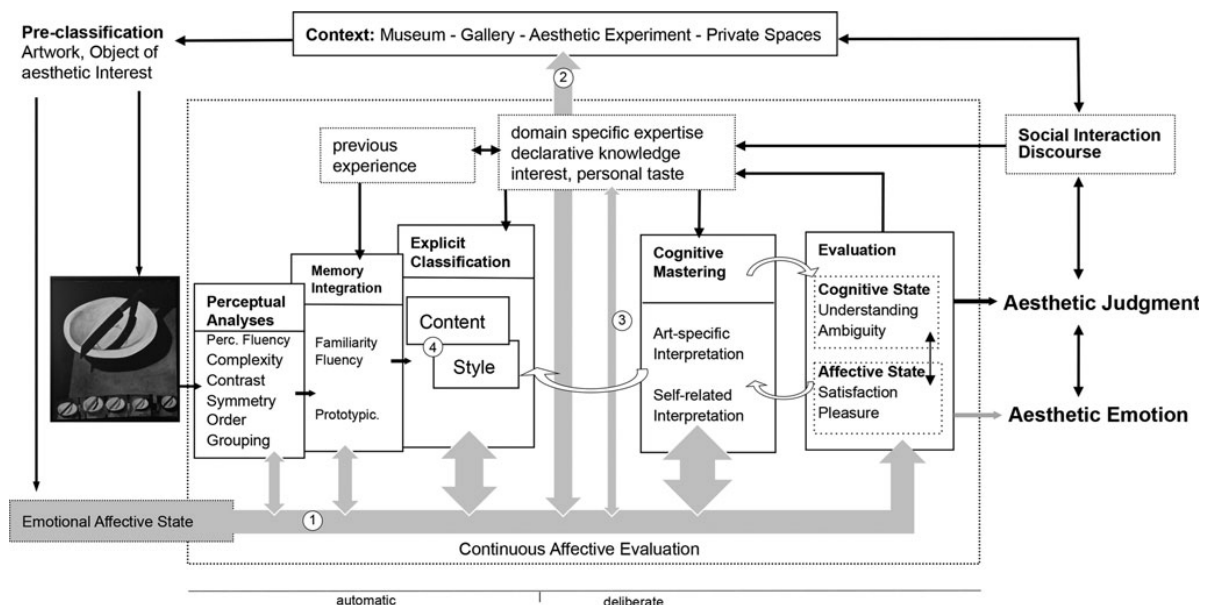 Pre-classification
Artwork, Object of
aesthetic Interest
Context: Museum - Gallery - Aesthetic Experiment - Private Spaces
2
previous
experience
domain specific expertise
declarative knowledge
interest, personal taste
Social Interaction
Discourse
Perceptual
Analyses
Perc. Fluency
Complexity
Contrast
Symmetry
Order
Grouping
Memory
Integration
Familiarity
Fluency
Prototypic.
Explicit
Classification
Content
4
Style
3
Cognitive
Mastering
Art-specific
Interpretation
Self-related
Interpretation
Evaluation
Cognitive State
Understanding
Ambiguity
Affective State
Satisfaction
Pleasure
Aesthetic Judgment
Aesthetic Emotion
Emotional Affective State
1
Continuous Affective Evaluation
automatic
deliberate